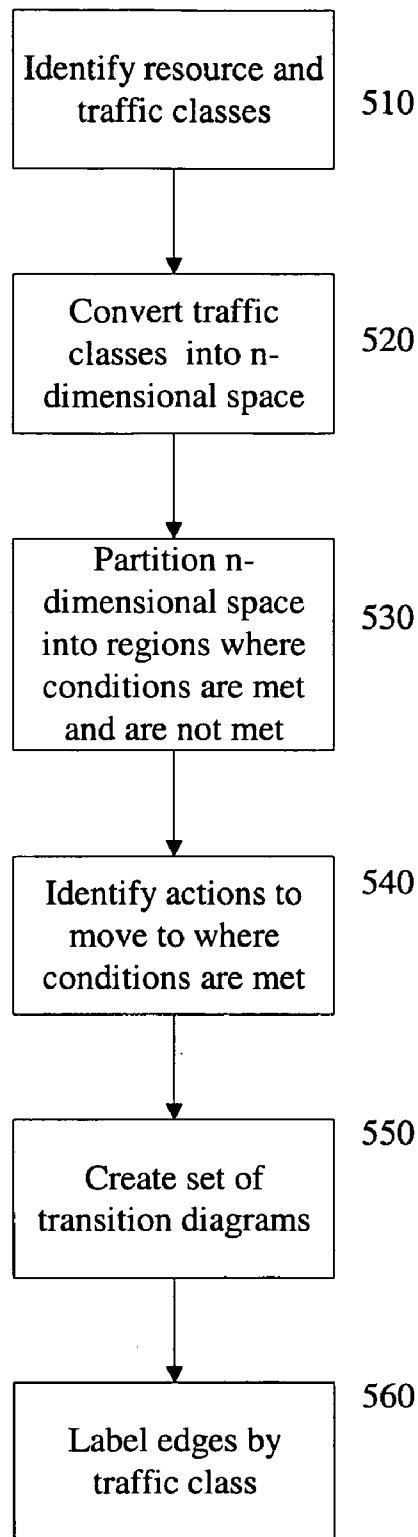 Identify resource and
traffic classes
510
Convert traffic
classes into n-
dimensional space
520
Partition n-
dimensional space
into regions where
conditions are met
and are not met
530
Identify actions to
move to where
conditions are met
540
Create set of
transition diagrams
550
Label edges by
traffic class
560